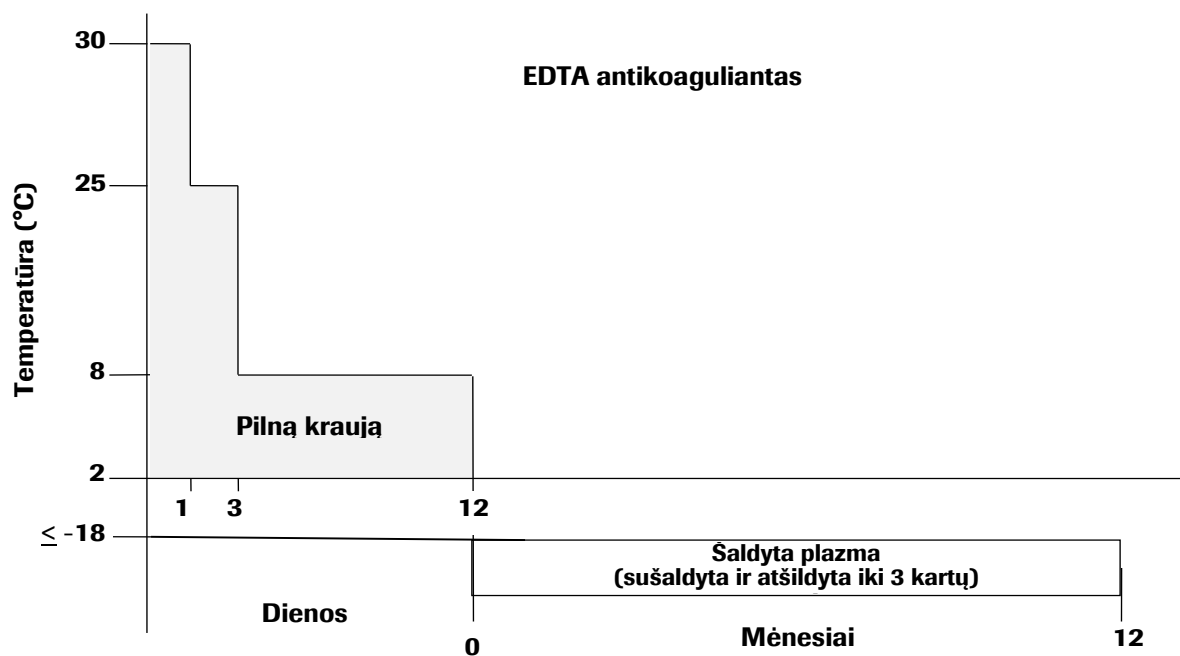 30
EDTA antikoaguliantas
25
Temperatūra (°C)
8
Pilną kraują
2
1 3 12
≤ -18
Šaldyta plazma
(sušaldyta ir atšildyta iki 3 kartų)
Dienos
0
Mėnesiai
12